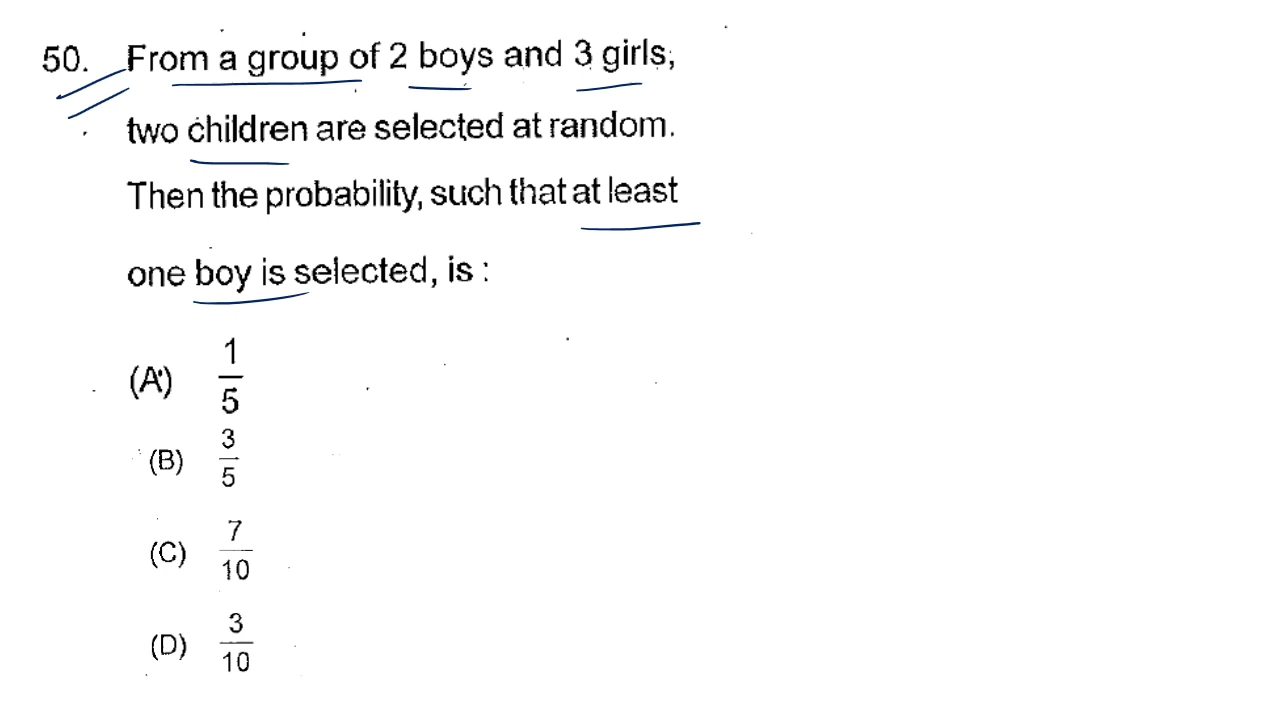 50. From a group of 2 boys and 3 girls,
two children are selected at random.
Then the probability, such that at least
one boy is selected, is :
(A) 1/5
(B) 3/5
(C) 7/10
(D) 3/10